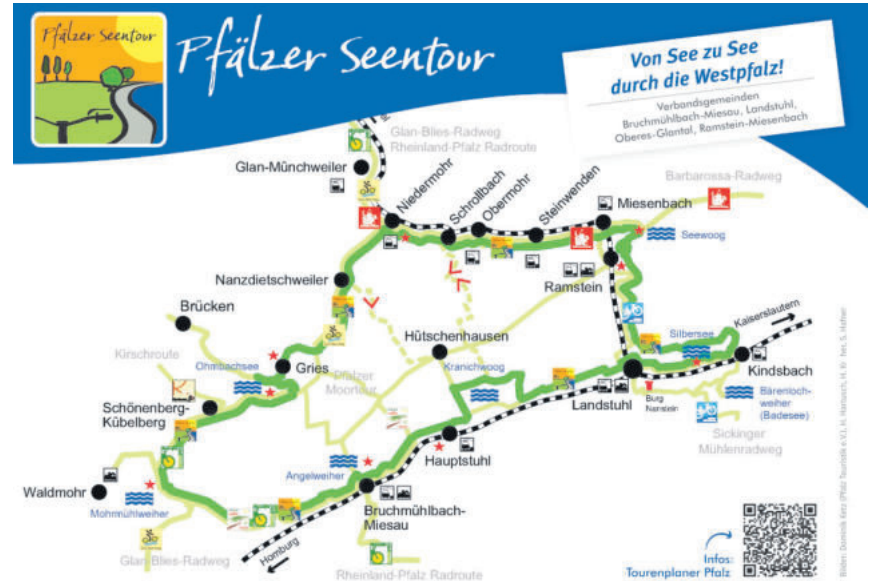 Pfälzer Seentour
Pfälzer Seentour
Von See zu See
durch die Westpfalz!
Verbandsgemeinden
Bruchmühlbach-Miesau, Landstuhl,
Oberes-Glantal, Ramstein-Miesenbach
Glan-Blies-Radweg
Rheinland-Pfalz Radroute
Glan-Münchweiler
Niedermohr
Schrollbach
Obermohr
Steinwenden
Miesenbach
Barbarossa-Radweg
Seewoog
Nanzdietschweiler
Ramstein
Brücken
Kaiserslautern
Hütschenhausen
Silbersee
Kirschroute
Ohmbachsee
Gries
Kranichwoog
Kindsbach
Pfälzer
Moortour
Schönenberg-
Kübelberg
Landstuhl
Burg
Nanstein
Bärenloch-
weiher
(Badesee)
Sickinger
Mühlenradweg
Hauptstuhl
Angelweiher
Waldmohr
Mohrmühlweiher
Bruchmühlbach-
Miesau
Glan-Blies-Radweg
Homburg
Rheinland-Pfalz Radroute
Infos:
Tourenplaner Pfalz